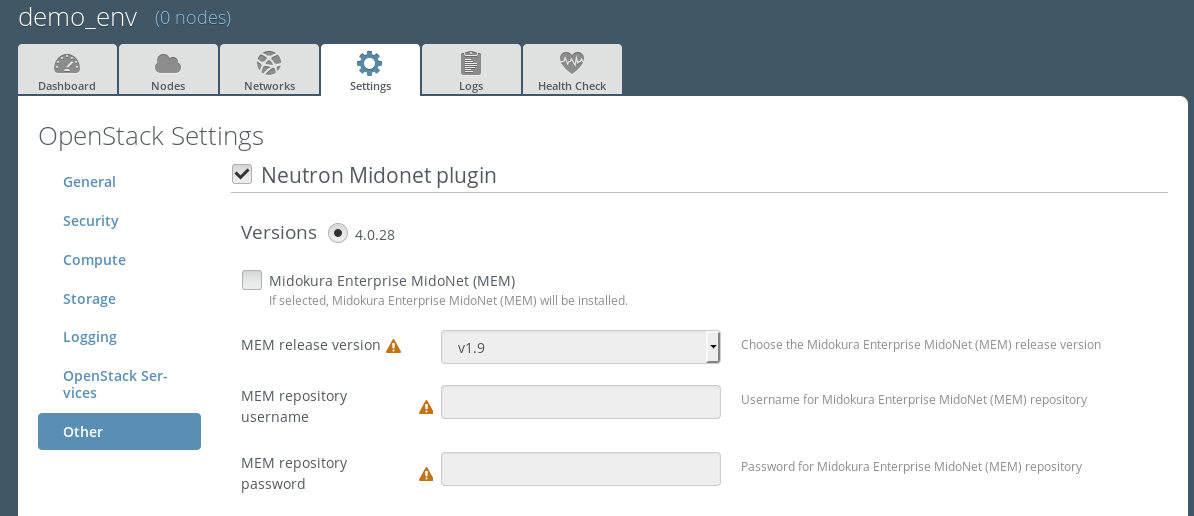 demo_env (0 nodes)
Dashboard Nodes Networks Settings Logs Health Check
OpenStack Settings
General
Security
Compute
Storage
Logging
OpenStack Ser-
vices
Other
Neutron Midonet plugin
Versions 4.0.28
Midokura Enterprise MidoNet (MEM)
If selected, Midokura Enterprise MidoNet (MEM) will be installed.
MEM release version v1.9 Choose the Midokura Enterprise MidoNet (MEM) release version
MEM repository
username
Username for Midokura Enterprise MidoNet (MEM) repository
MEM repository
password
Password for Midokura Enterprise MidoNet (MEM) repository